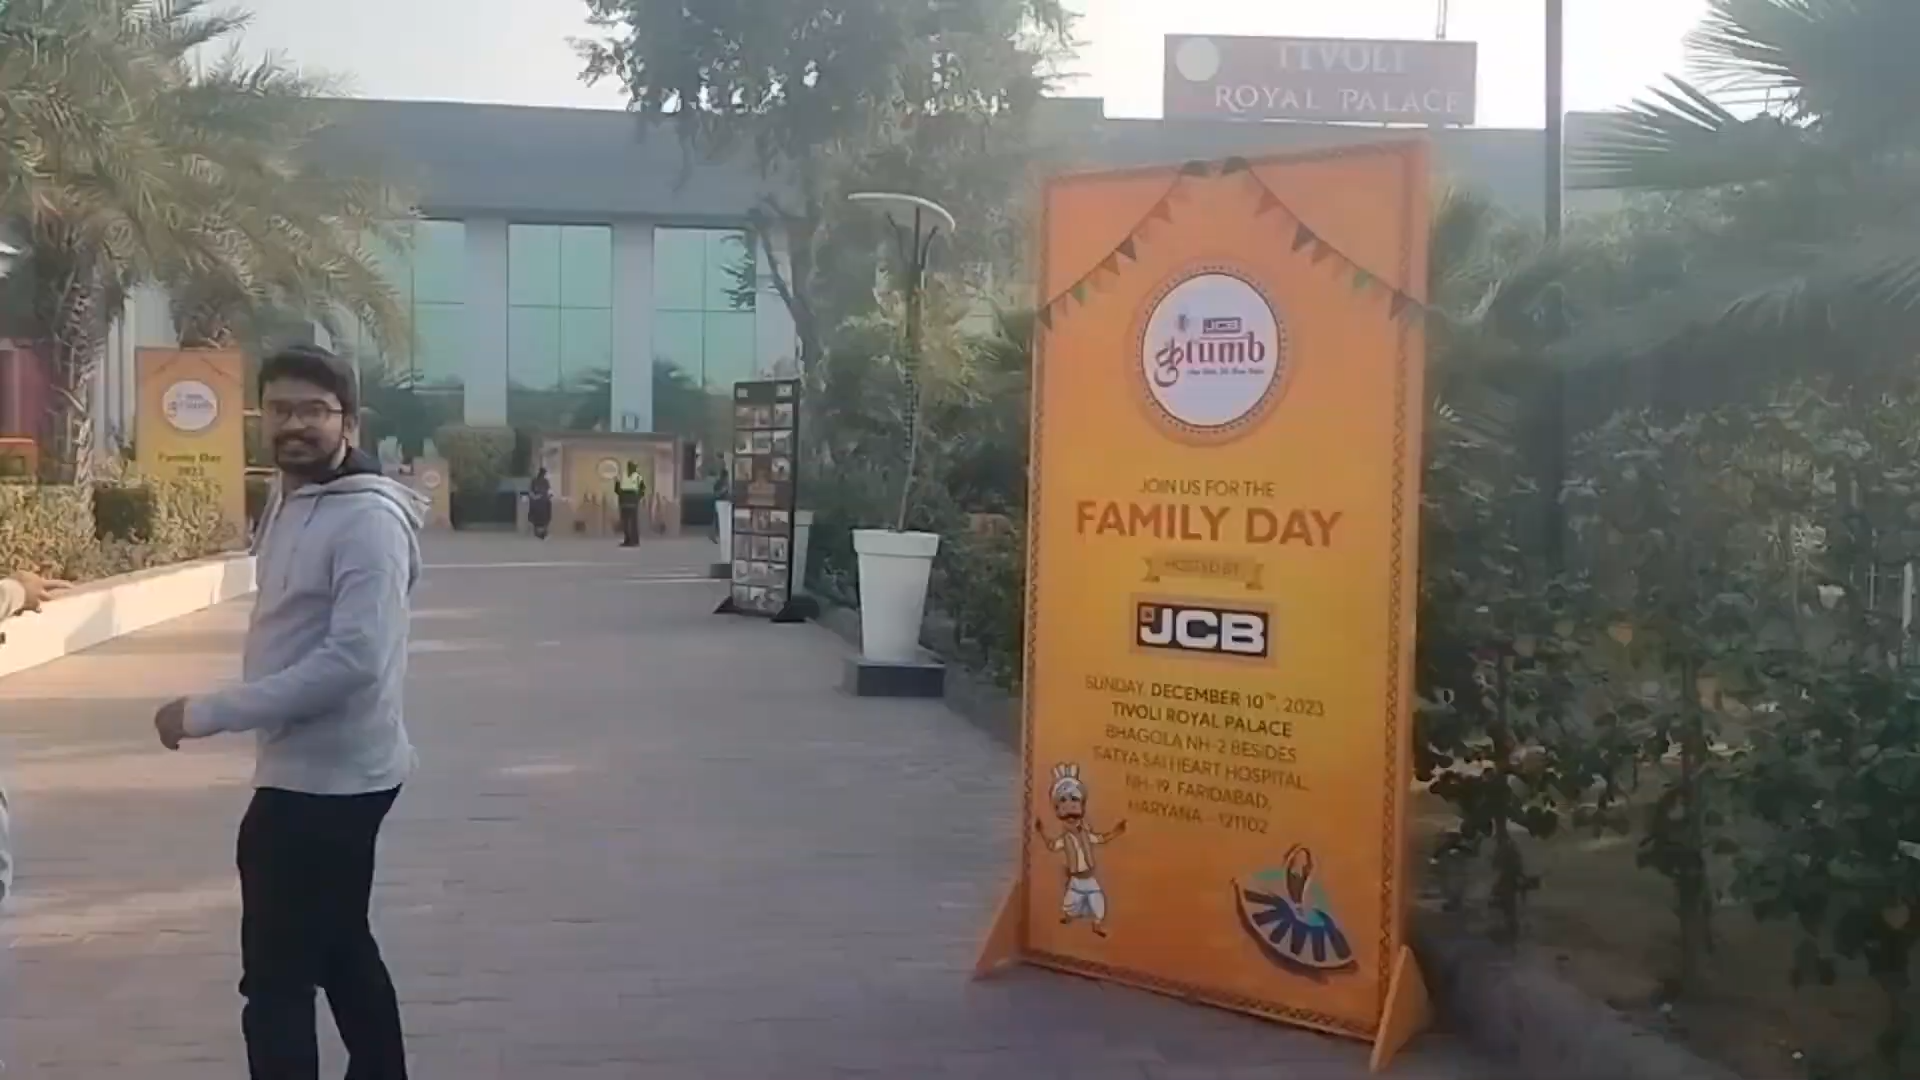 TIVOLI
ROYAL PALACE
JCB
कुtumb
JOIN US FOR THE
FAMILY DAY
HOSTED BY
JCB
SUNDAY, DECEMBER 10TH, 2023
TIVOLI ROYAL PALACE
BHAGOLA NH-2 BESIDES
SATYA SAI HEART HOSPITAL,
NH-19, FARIDABAD,
HARYANA - 121102
Family Day
2023